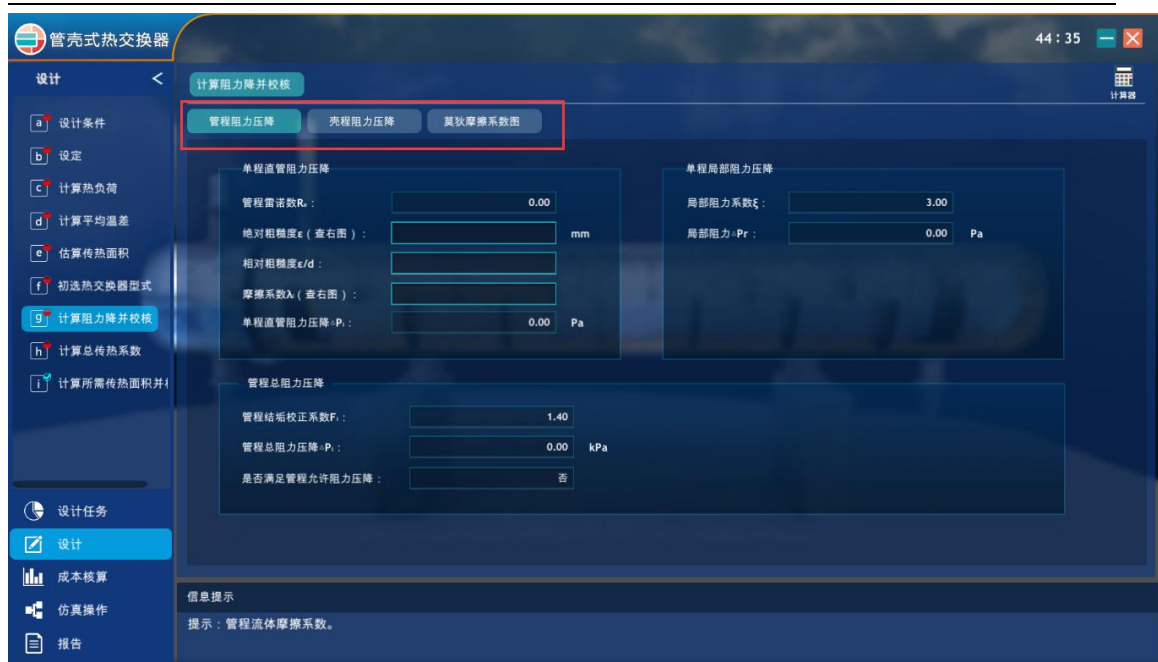 管壳式热交换器
44:35
设计 <
计算阻力降并校核
计算器
管程阻力压降 壳程阻力压降 莫狄摩擦系数图
a 设计条件
b 设定
c 计算热负荷
d 计算平均温差
e 估算传热面积
f 初选热交换器型式
g 计算阻力降并校核
h 计算总传热系数
i 计算所需传热面积并
单程直管阻力压降
管程雷诺数Rₑ： 0.00
绝对粗糙度ε（查右图）： mm
相对粗糙度ε/d：
摩擦系数λ（查右图）：
单程直管阻力压降△Pᵢ： 0.00 Pa
单程局部阻力压降
局部阻力系数ξ： 3.00
局部阻力△Pr： 0.00 Pa
管程总阻力压降
管程结垢校正系数Fₜ： 1.40
管程总阻力压降△Pₜ： 0.00 kPa
是否满足管程允许阻力压降： 否
设计任务
设计
成本核算
仿真操作
报告
信息提示
提示：管程流体摩擦系数。